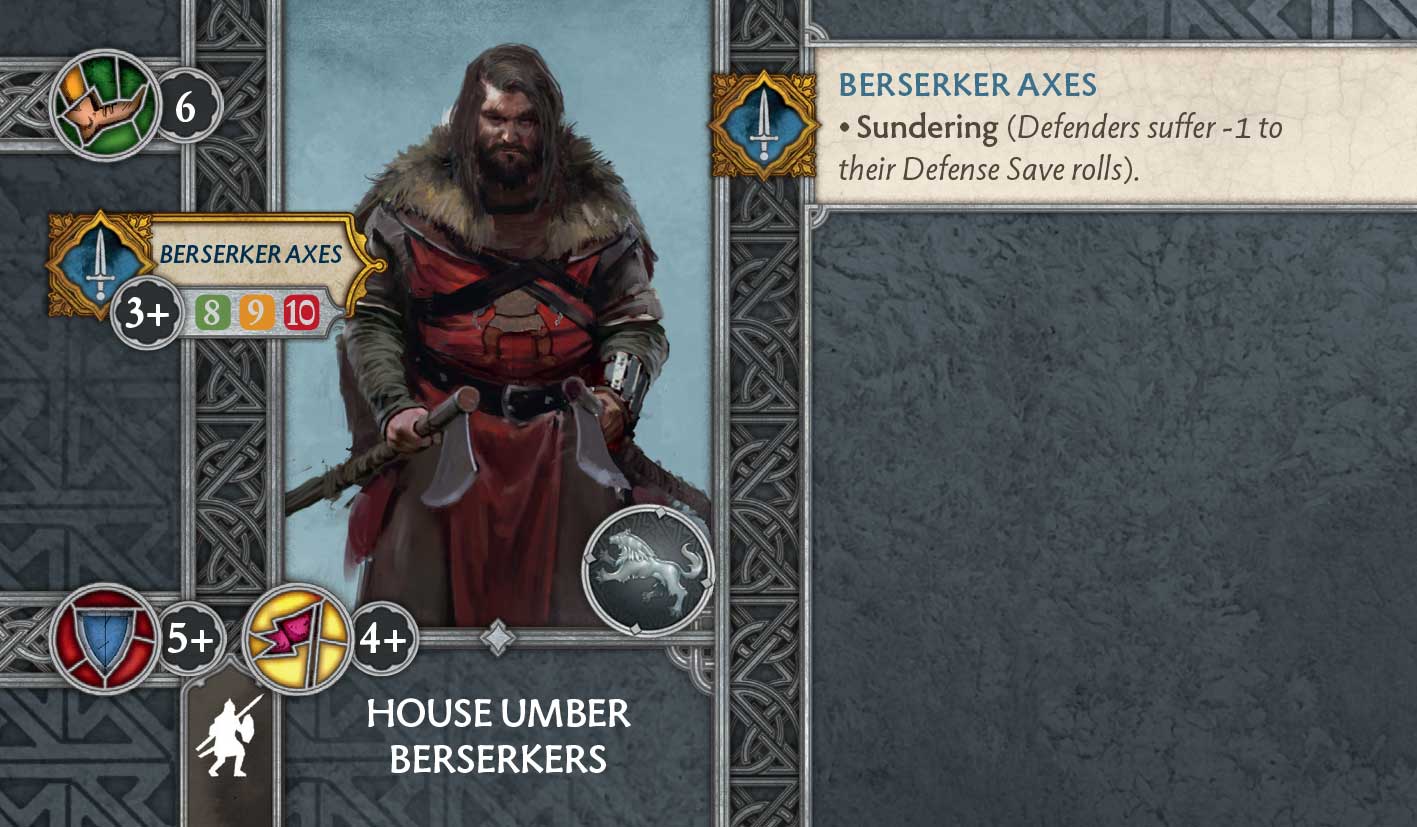 6
BERSERKER AXES
3+
8 9 10
5+
4+
HOUSE UMBER
BERSERKERS
BERSERKER AXES
• Sundering (Defenders suffer -1 to
their Defense Save rolls).